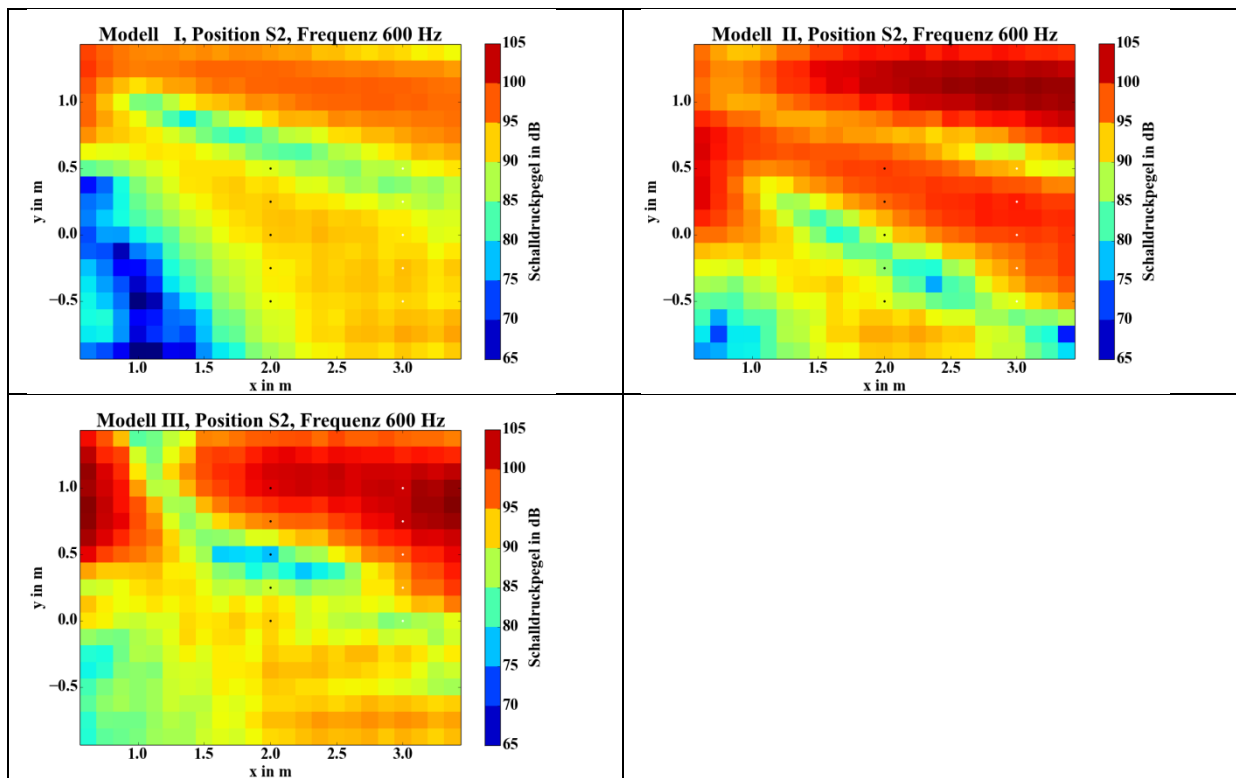 Modell I, Position S2, Frequenz 600 Hz
105
100
95
90
85
80
75
70
65
1.0
0.5
0.0
−0.5
y in m
1.0 1.5 2.0 2.5 3.0
x in m
Schalldruckpegel in dB
Modell II, Position S2, Frequenz 600 Hz
105
100
95
90
85
80
75
70
65
1.0
0.5
0.0
−0.5
y in m
1.0 1.5 2.0 2.5 3.0
x in m
Schalldruckpegel in dB
Modell III, Position S2, Frequenz 600 Hz
105
100
95
90
85
80
75
70
65
1.0
0.5
0.0
−0.5
y in m
1.0 1.5 2.0 2.5 3.0
x in m
Schalldruckpegel in dB